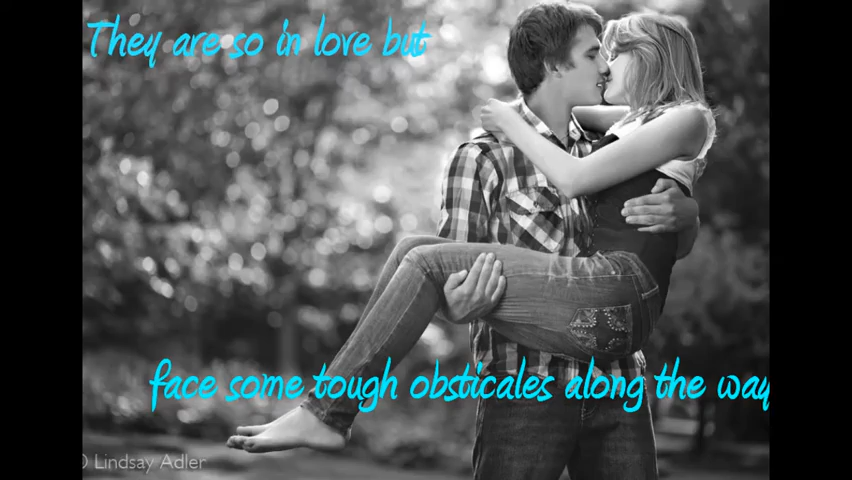 They are so in love but
face some tough obsticales along the way
© Lindsay Adler